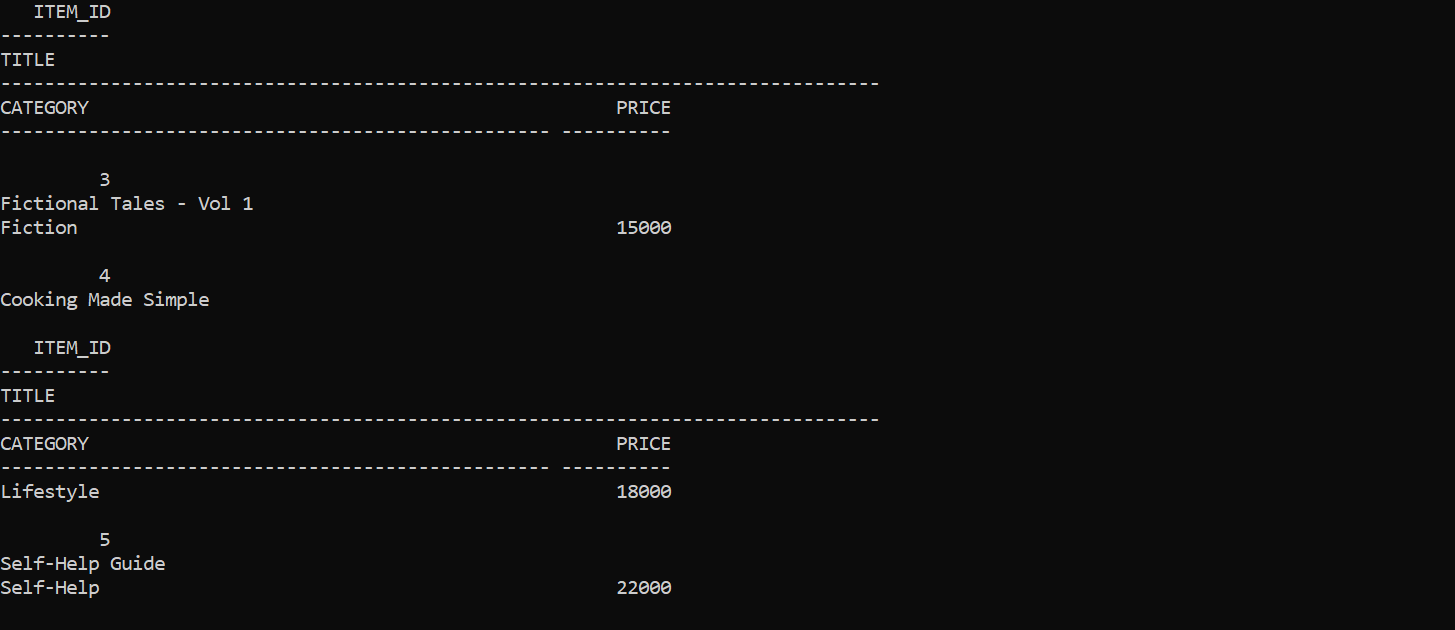 ITEM_ID
----------
TITLE
--------------------------------------------------------------------------------
CATEGORY                                                PRICE
-------------------------------------------------- ----------

         3
Fictional Tales - Vol 1
Fiction                                                 15000

         4
Cooking Made Simple

   ITEM_ID
----------
TITLE
--------------------------------------------------------------------------------
CATEGORY                                                PRICE
-------------------------------------------------- ----------
Lifestyle                                               18000

         5
Self-Help Guide
Self-Help                                               22000